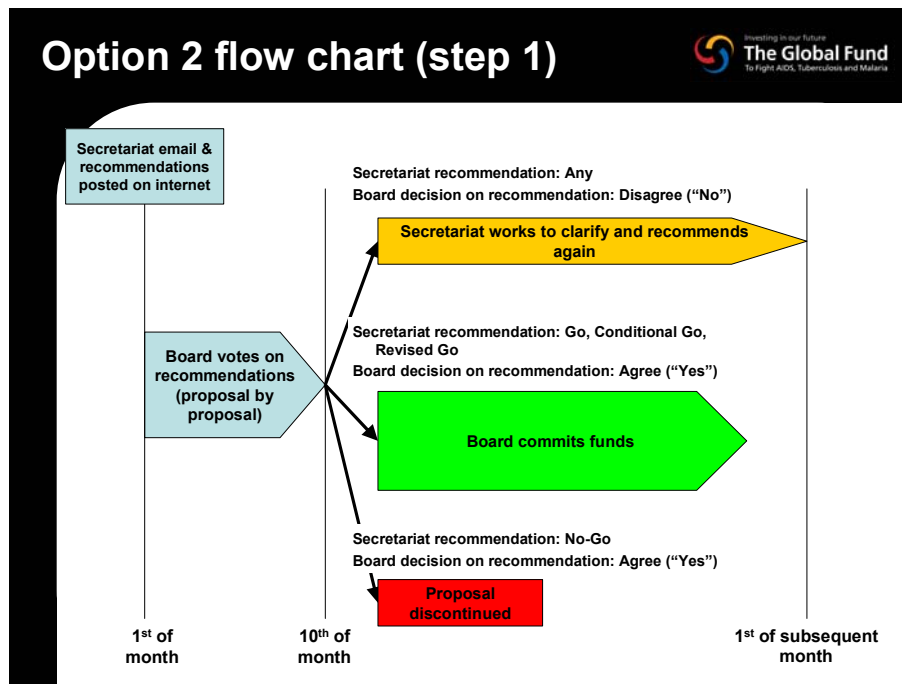 Option 2 flow chart (step 1)
Investing in our future
The Global Fund
To Fight AIDS, Tuberculosis and Malaria
Secretariat email &
recommendations
posted on internet
Secretariat recommendation: Any
Board decision on recommendation: Disagree (“No”)
Secretariat works to clarify and recommends
again
Board votes on
recommendations
(proposal by
proposal)
Secretariat recommendation: Go, Conditional Go,
Revised Go
Board decision on recommendation: Agree (“Yes”)
Board commits funds
Secretariat recommendation: No-Go
Board decision on recommendation: Agree (“Yes”)
Proposal
discontinued
1st of
month
10th of
month
1st of subsequent
month